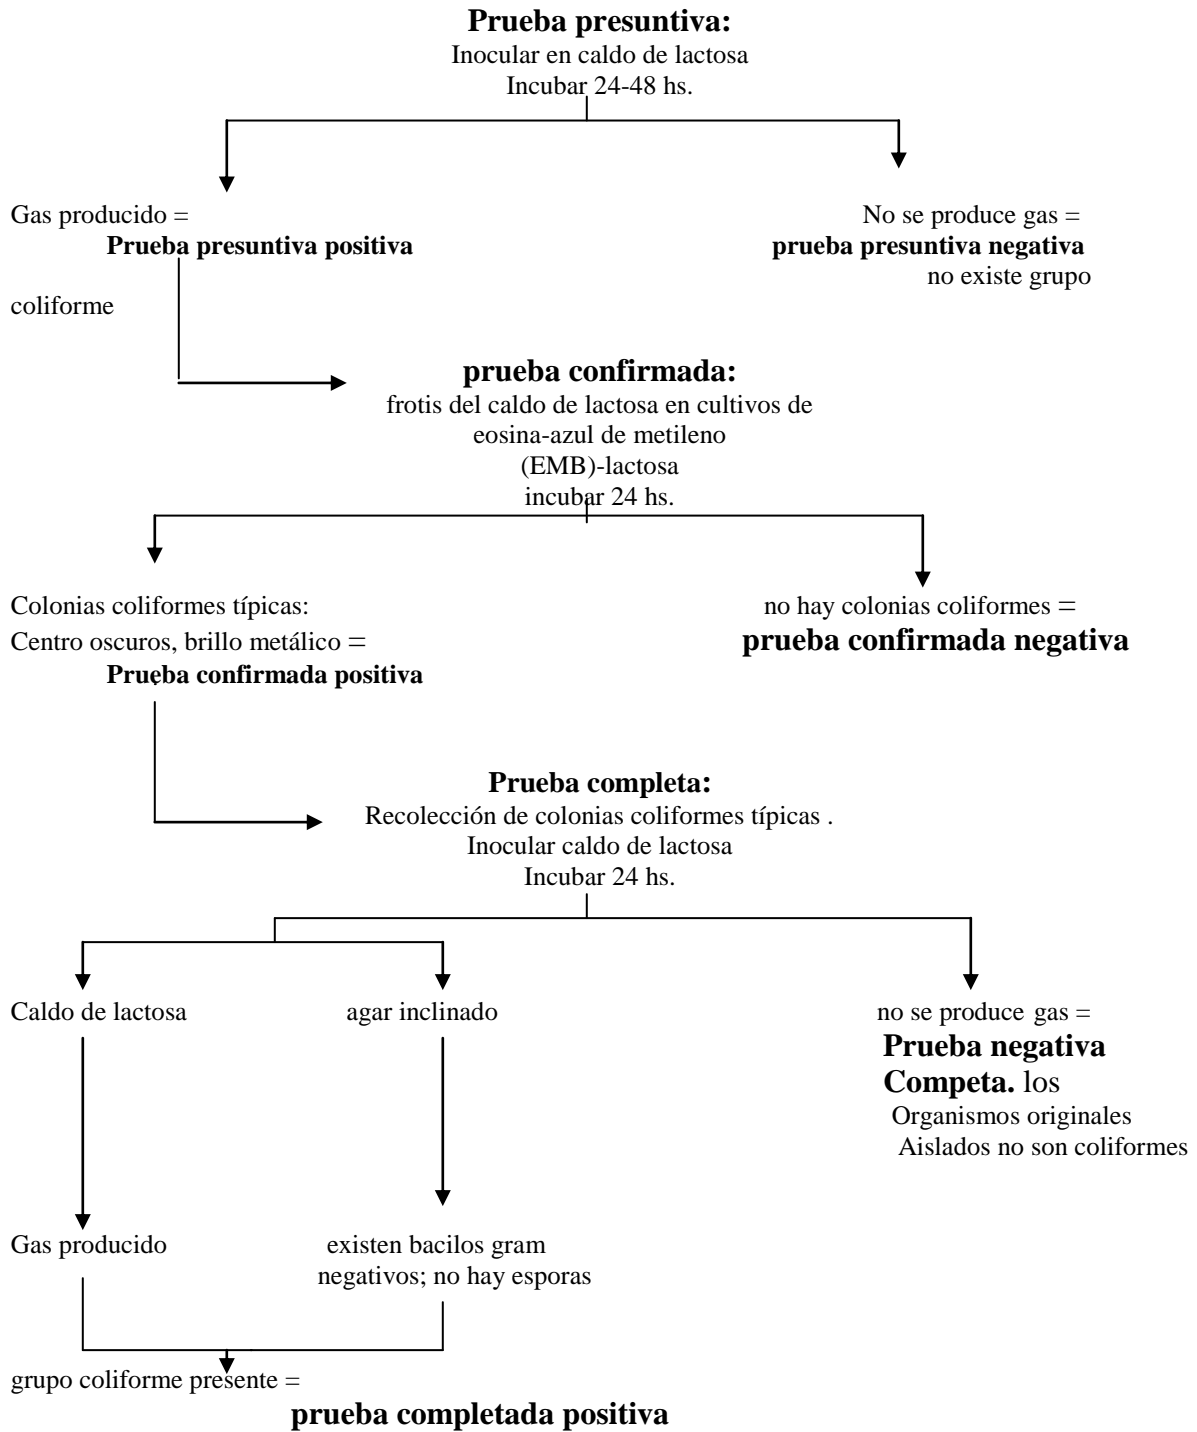 Prueba presuntiva:
Inocular en caldo de lactosa
Incubar 24-48 hs.
Gas producido =
Prueba presuntiva positiva
No se produce gas =
prueba presuntiva negativa
no existe grupo
coliforme
prueba confirmada:
frotis del caldo de lactosa en cultivos de
eosina-azul de metileno
(EMB)-lactosa
incubar 24 hs.
Colonias coliformes típicas:
Centro oscuros, brillo metálico =
Prueba confirmada positiva
no hay colonias coliformes =
prueba confirmada negativa
Prueba completa:
Recolección de colonias coliformes típicas .
Inocular caldo de lactosa
Incubar 24 hs.
Caldo de lactosa
agar inclinado
no se produce gas =
Prueba negativa
Competa. los
Organismos originales
Aislados no son coliformes
Gas producido
existen bacilos gram
negativos; no hay esporas
grupo coliforme presente =
prueba completada positiva